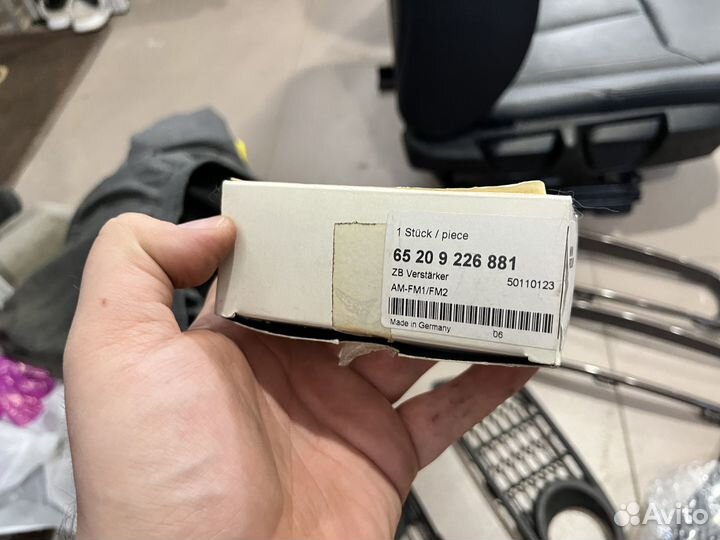 1 Stück / piece
65 20 9 226 881
ZB Verstärker
50110123
AM-FM1/FM2
Made in Germany
06
Avito